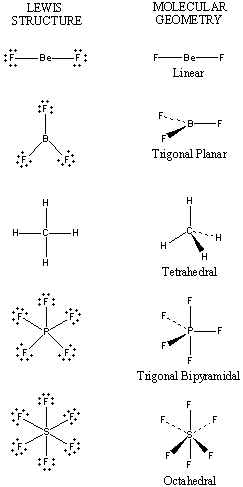 LEWIS STRUCTURE
MOLECULAR GEOMETRY
F Be F
F Be F
Linear
F
B
F F
F
B F
F
Trigonal Planar
H
H C H
H
H
C
H H
H
Tetrahedral
F
F F
P
F F
F
F
P F
F
F
Trigonal Bipyramidal
F
F F
S
F F
F
F
F F
S
F F
F
Octahedral